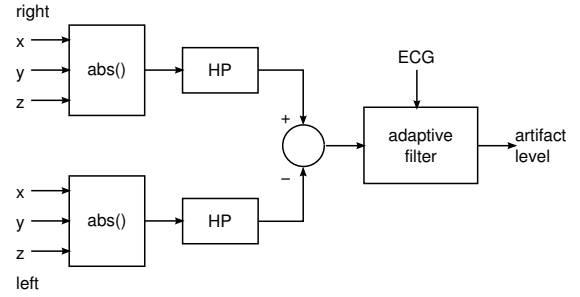 right
x
y
z
abs()
HP
+
−
ECG
adaptive
filter
artifact
level
x
y
z
abs()
HP
left